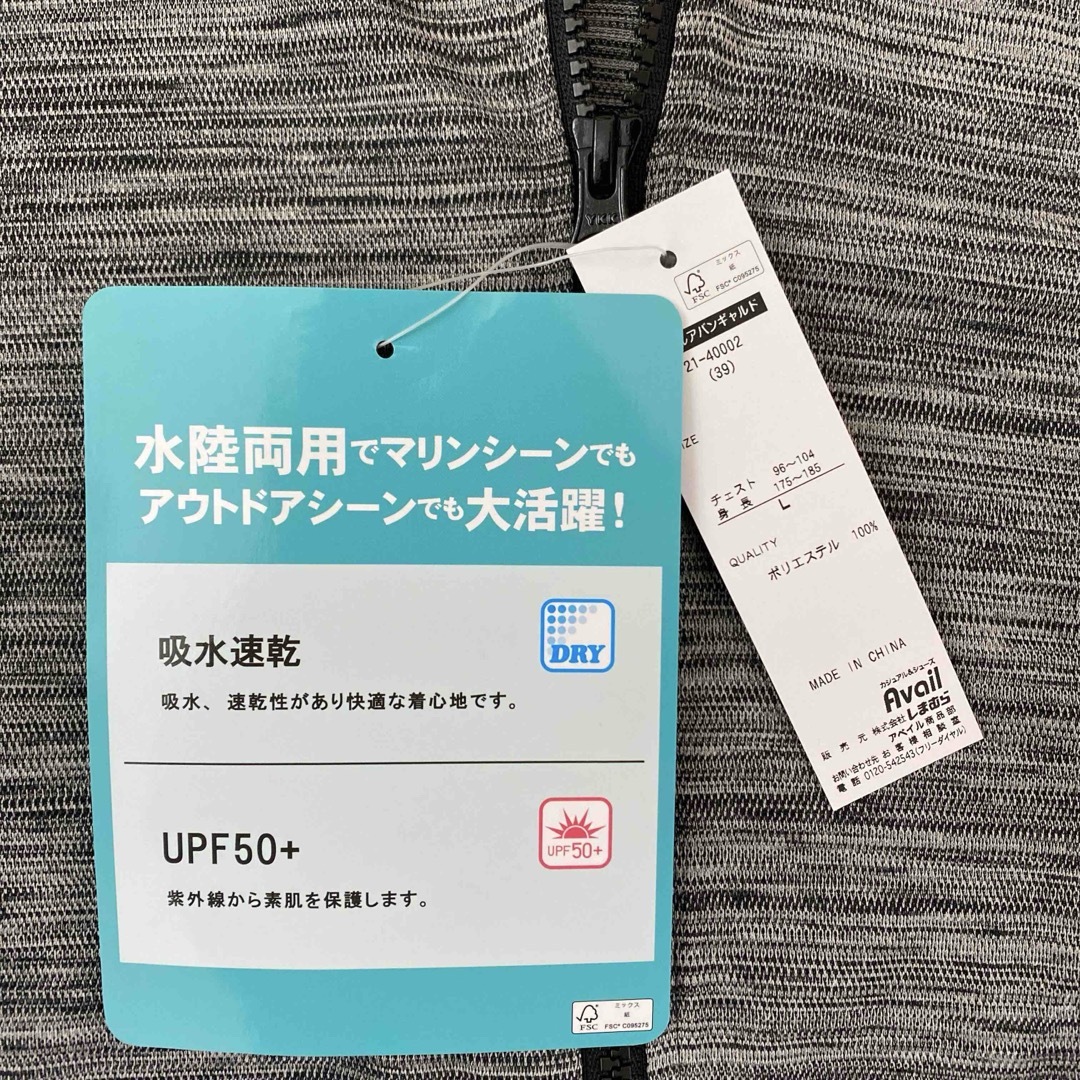 YKK
ミックス
紙
FSC
FSC® C095275
レアバンギャルド
21-40002
(39)
IZE
チェスト 96～104
身長 175～185
L
QUALITY
ポリエステル 100%
MADE IN CHINA
カジュアル&シューズ
Avail
販売元 株式会社しまむら
アベイル商品部
お問い合わせ先 お客様相談室
電話 0120-542543(フリーダイヤル)
水陸両用でマリンシーンでも
アウトドアシーンでも大活躍!
吸水速乾
DRY
吸水、速乾性があり快適な着心地です。
UPF50+
UPF50+
紫外線から素肌を保護します。
ミックス
紙
FSC
FSC® C095275